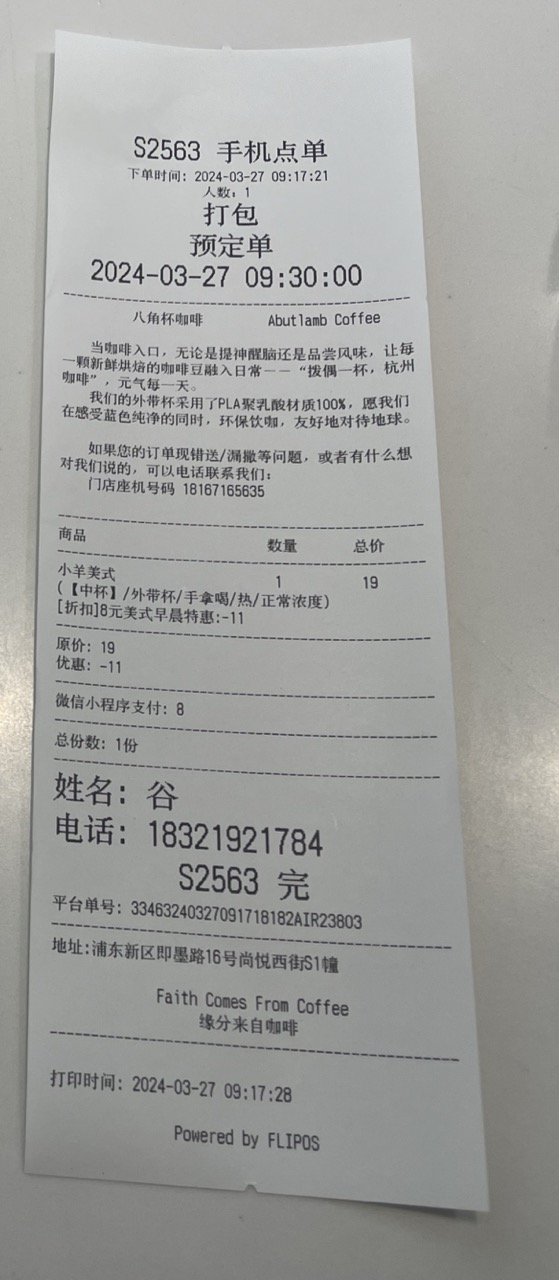 S2563 手机点单
下单时间: 2024-03-27 09:17:21
人数: 1
打包
预定单
2024-03-27 09:30:00
八角杯咖啡 Abutlamb Coffee
当咖啡入口，无论是提神醒脑还是品尝风味，让每
一颗新鲜烘焙的咖啡豆融入日常——“拨偶一杯，杭州
咖啡”，元气每一天。
我们的外带杯采用了PLA聚乳酸材质100%，愿我们
在感受蓝色纯净的同时，环保饮咖，友好地对待地球。
如果您的订单现错送/漏撒等问题，或者有什么想
对我们说的，可以电话联系我们：
门店座机号码 18167165635
商品 数量 总价
小羊美式 1 19
(【中杯】/外带杯/手拿喝/热/正常浓度)
[折扣]8元美式早晨特惠:-11
原价: 19
优惠: -11
微信小程序支付: 8
总份数: 1份
姓名: 谷
电话: 18321921784
S2563 完
平台单号: 33463240327091718182AIR23803
地址:浦东新区即墨路16号尚悦西街S1幢
Faith Comes From Coffee
缘分来自咖啡
打印时间: 2024-03-27 09:17:28
Powered by FLIPOS